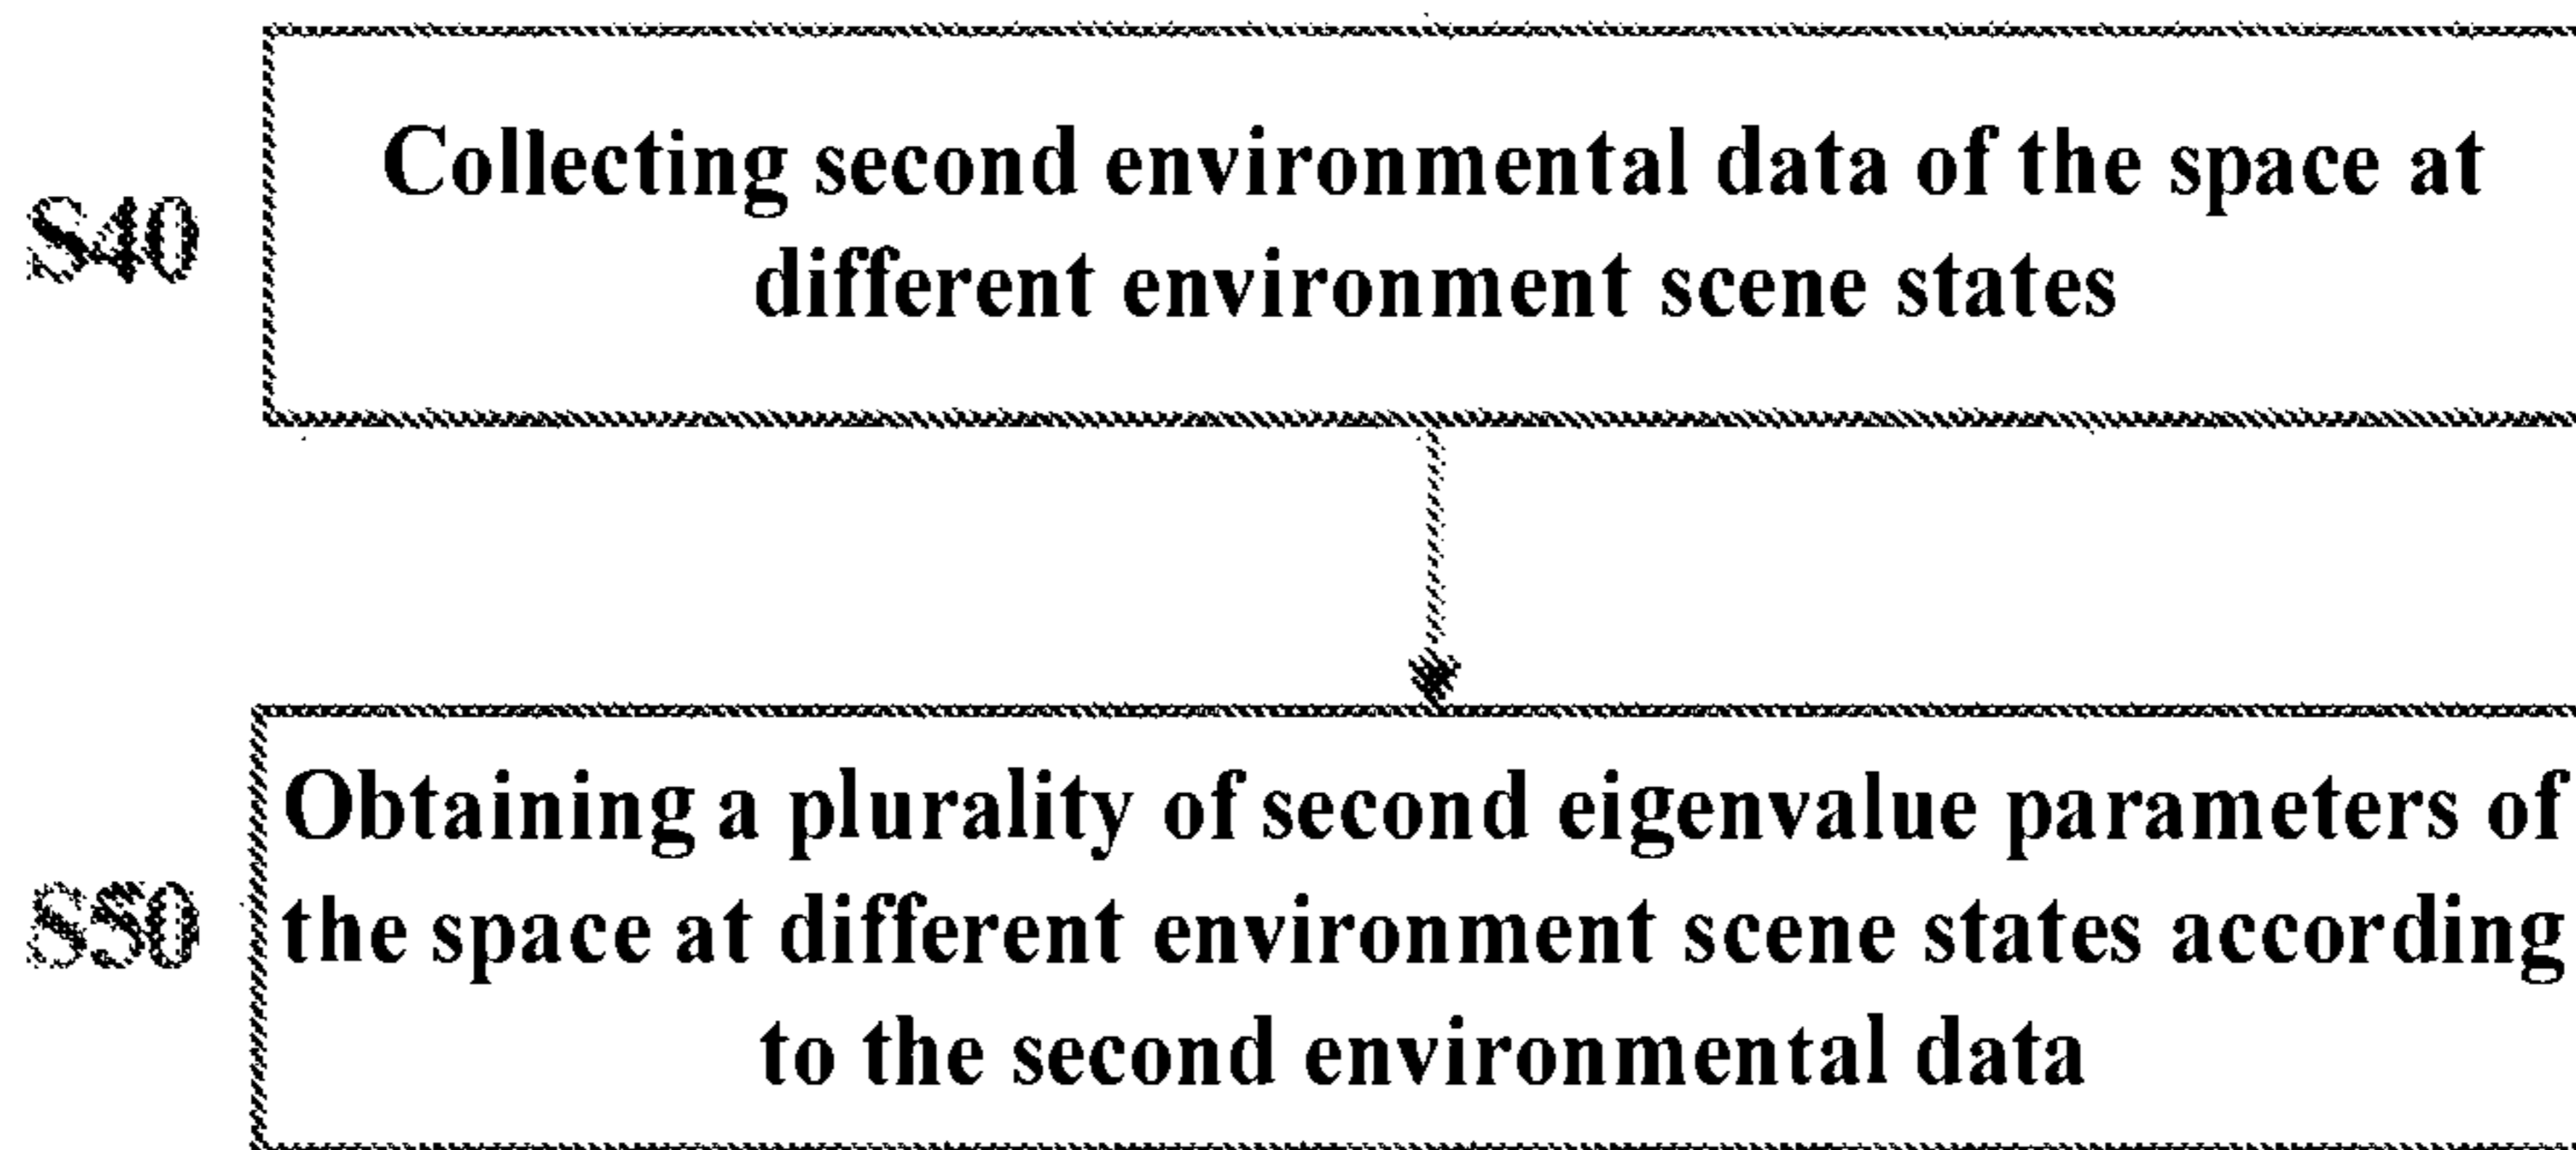 S40
Collecting second environmental data of the space at
different environment scene states
S50
Obtaining a plurality of second eigenvalue parameters of
the space at different environment scene states according
to the second environmental data